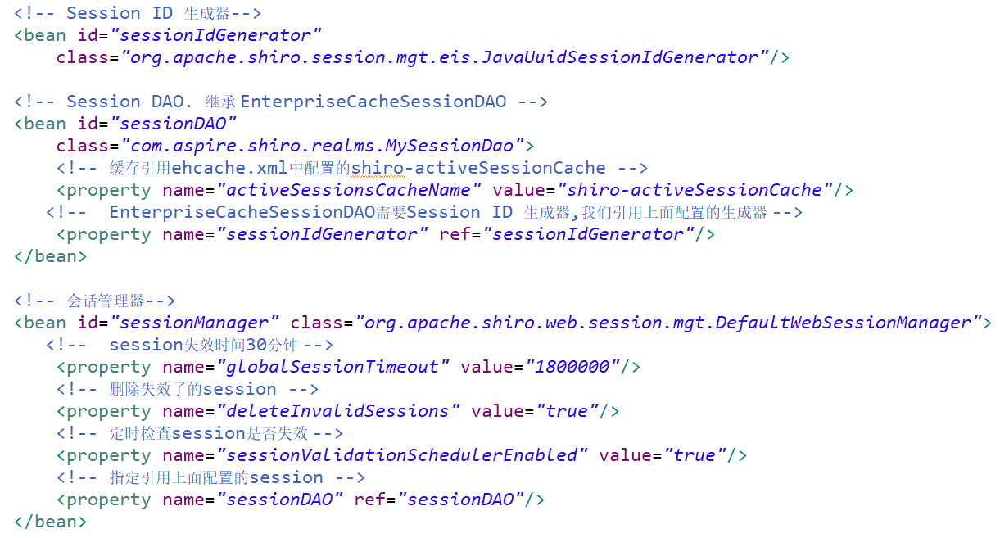 <!-- Session ID 生成器-->
<bean id="sessionIdGenerator"
    class="org.apache.shiro.session.mgt.eis.JavaUuidSessionIdGenerator"/>

<!-- Session DAO. 继承 EnterpriseCacheSessionDAO -->
<bean id="sessionDAO"
    class="com.aspire.shiro.realms.MySessionDao">
    <!-- 缓存引用ehcache.xml中配置的shiro-activeSessionCache -->
    <property name="activeSessionsCacheName" value="shiro-activeSessionCache"/>
   <!--  EnterpriseCacheSessionDAO需要Session ID 生成器,我们引用上面配置的生成器 -->
    <property name="sessionIdGenerator" ref="sessionIdGenerator"/>
</bean>

<!-- 会话管理器-->
<bean id="sessionManager" class="org.apache.shiro.web.session.mgt.DefaultWebSessionManager">
   <!--  session失效时间30分钟 -->
    <property name="globalSessionTimeout" value="1800000"/>
    <!-- 删除失效了的session -->
    <property name="deleteInvalidSessions" value="true"/>
    <!-- 定时检查session是否失效 -->
    <property name="sessionValidationSchedulerEnabled" value="true"/>
    <!-- 指定引用上面配置的session -->
    <property name="sessionDAO" ref="sessionDAO"/>
</bean>